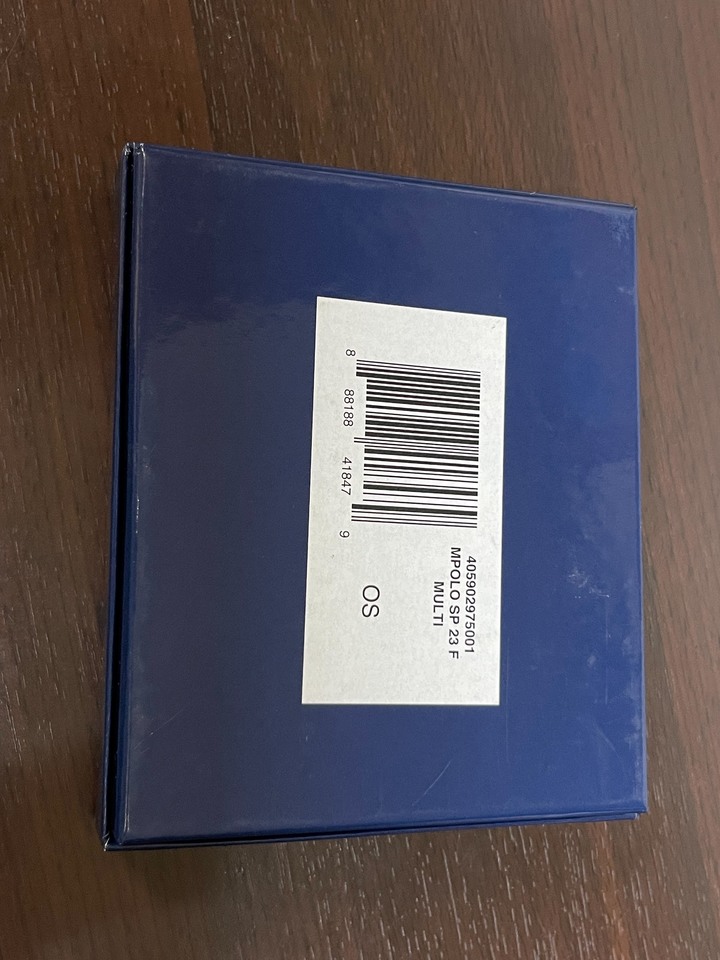 405902975001
MPOLO SP 23 F
MULTI
8 88188 41847 9
OS